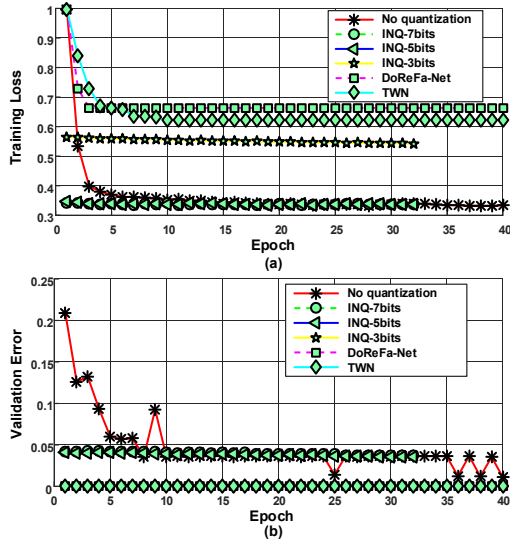 1
0.9
0.8
0.7
0.6
0.5
0.4
0.3
0
5
10
15
20
25
30
35
40
Training Loss
Epoch
(a)
No quantization
INQ-7bits
INQ-5bits
INQ-3bits
DoReFa-Net
TWN
0.25
0.2
0.15
0.1
0.05
0
0
5
10
15
20
25
30
35
40
Validation Error
Epoch
(b)
No quantization
INQ-7bits
INQ-5bits
INQ-3bits
DoReFa-Net
TWN